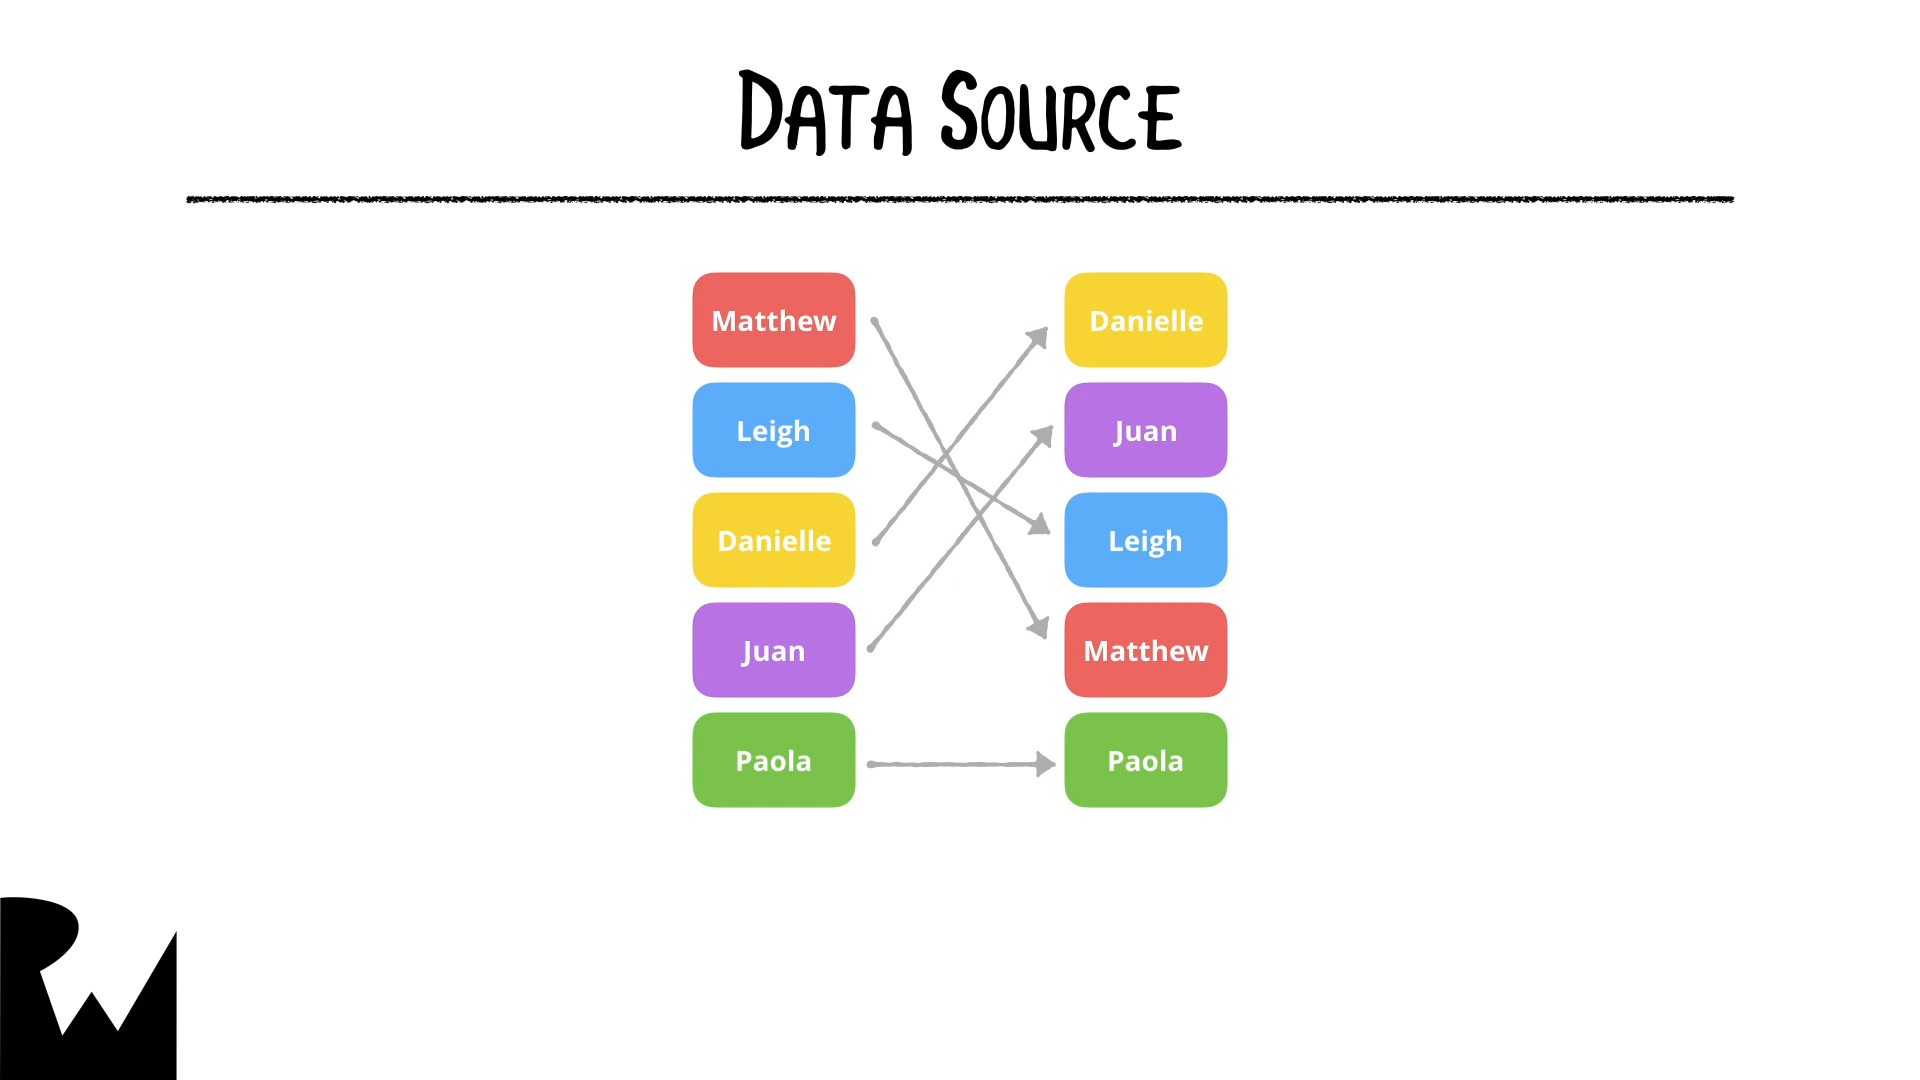 Data Source
Matthew
Danielle
Leigh
Juan
Danielle
Leigh
Juan
Matthew
Paola
Paola